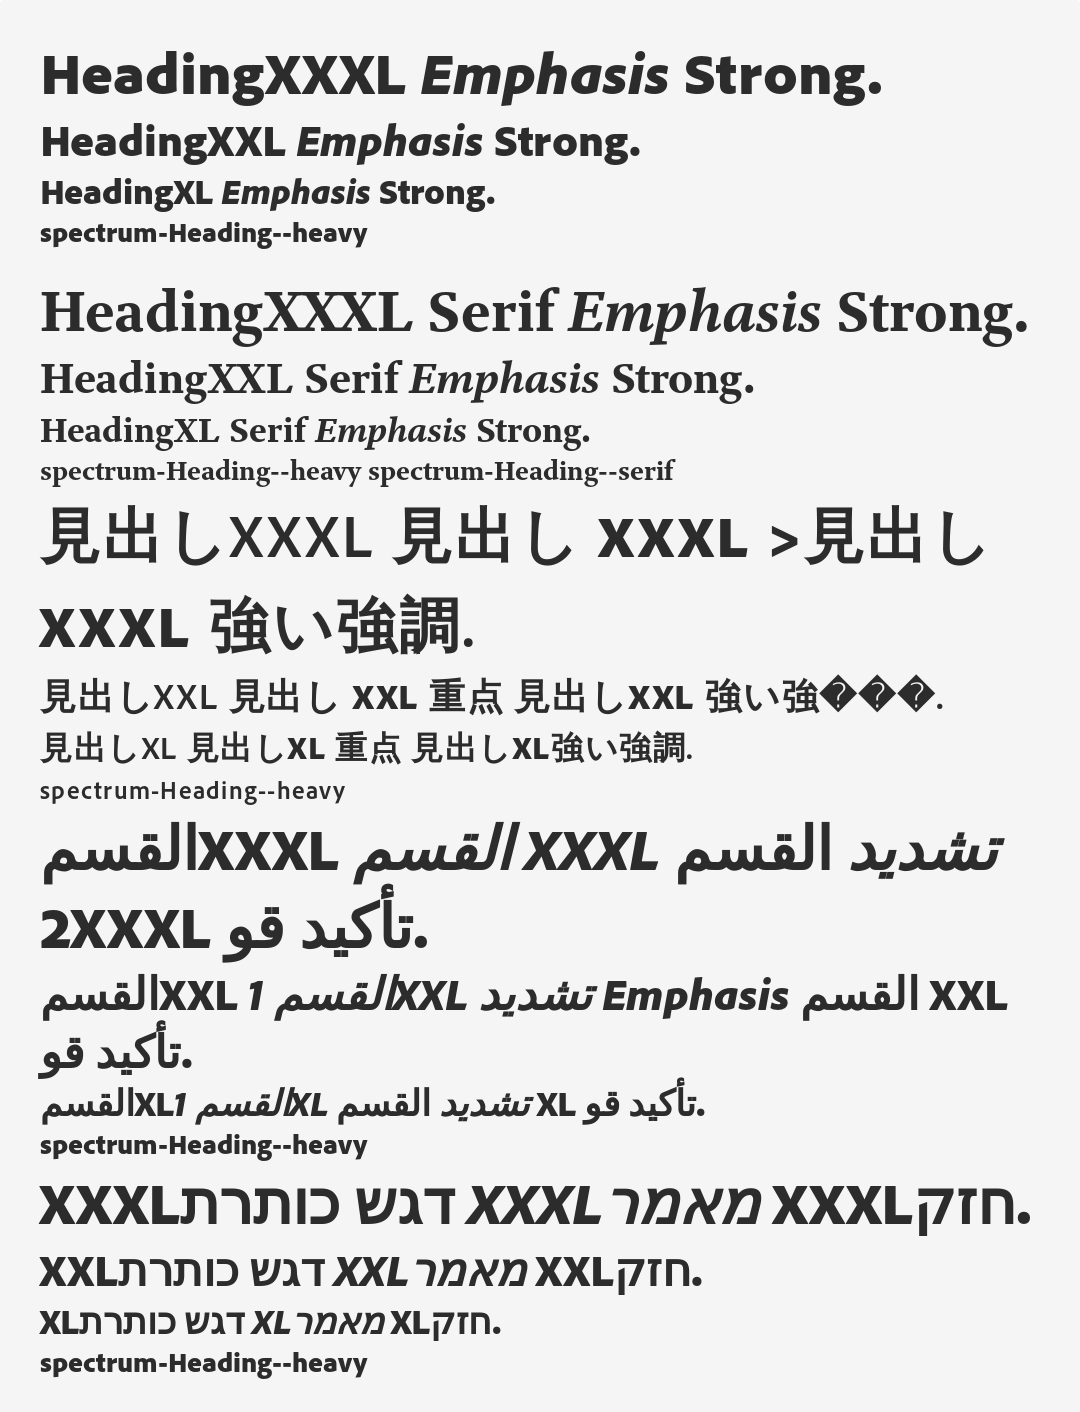 HeadingXXXL Emphasis Strong.
HeadingXXL Emphasis Strong.
HeadingXL Emphasis Strong.
spectrum-Heading--heavy
HeadingXXXL Serif Emphasis Strong.
HeadingXXL Serif Emphasis Strong.
HeadingXL Serif Emphasis Strong.
spectrum-Heading--heavy spectrum-Heading--serif
見出しXXXL 見出し XXXL >見出し
XXXL 強い強調.
見出しXXL 見出し XXL 重点 見出しXXL 強い強���.
見出しXL 見出しXL 重点 見出しXL強い強調.
spectrum-Heading--heavy
القسمXXXL القسم XXXL تشديد القسم
2XXXL تأكيد قو.
القسمXXL 1 القسمXXL تشديد Emphasis القسم XXL
تأكيد قو.
القسمXL1 القسمXL تشديد القسم XL تأكيد قو.
spectrum-Heading--heavy
XXXLכותרת דגש XXXLמאמר XXXLחזק.
XXLכותרת דגש XXLמאמר XXLחזק.
XLכותרת דגש XLמאמר XLחזק.
spectrum-Heading--heavy